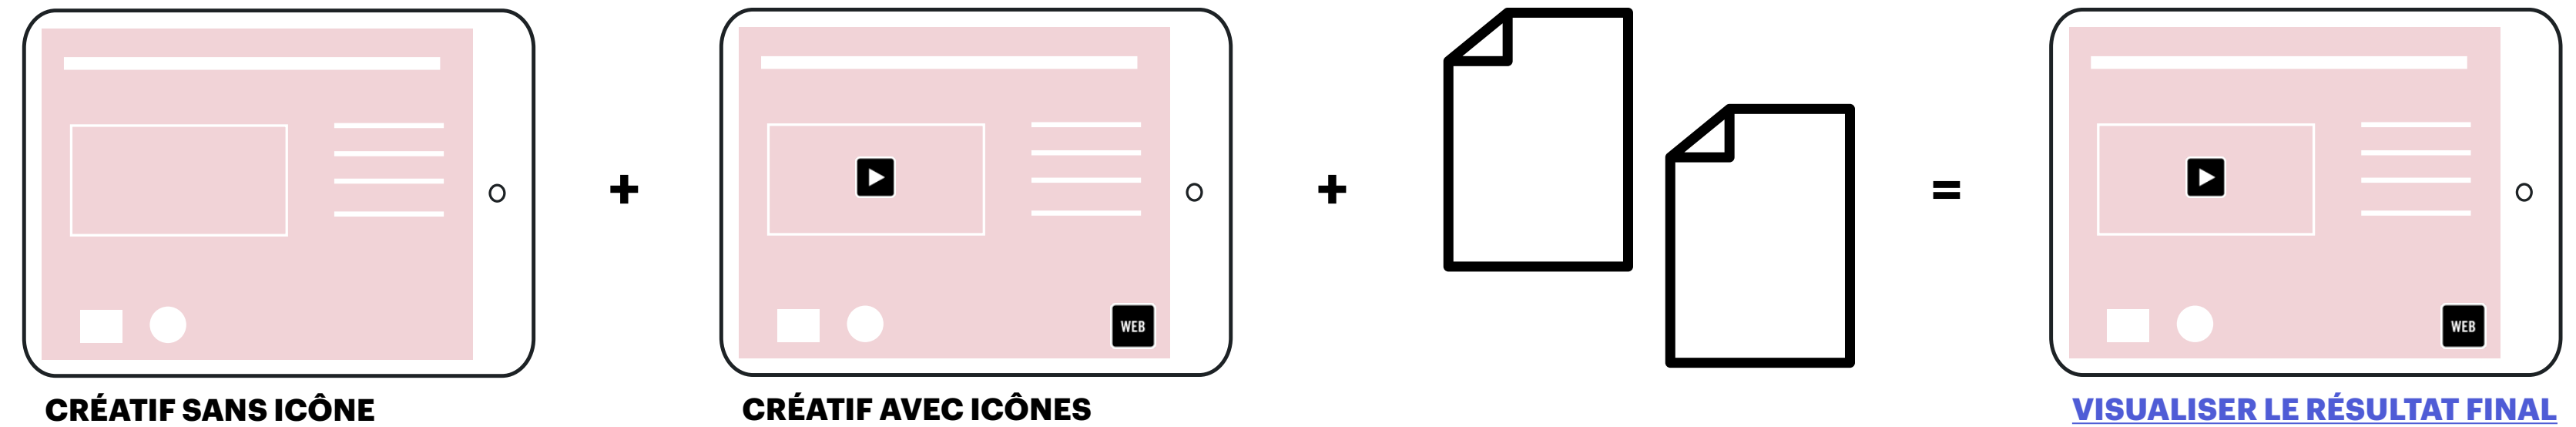 WEB
WEB
CRÉATIF SANS ICÔNE
CRÉATIF AVEC ICÔNES
VISUALISER LE RÉSULTAT FINAL